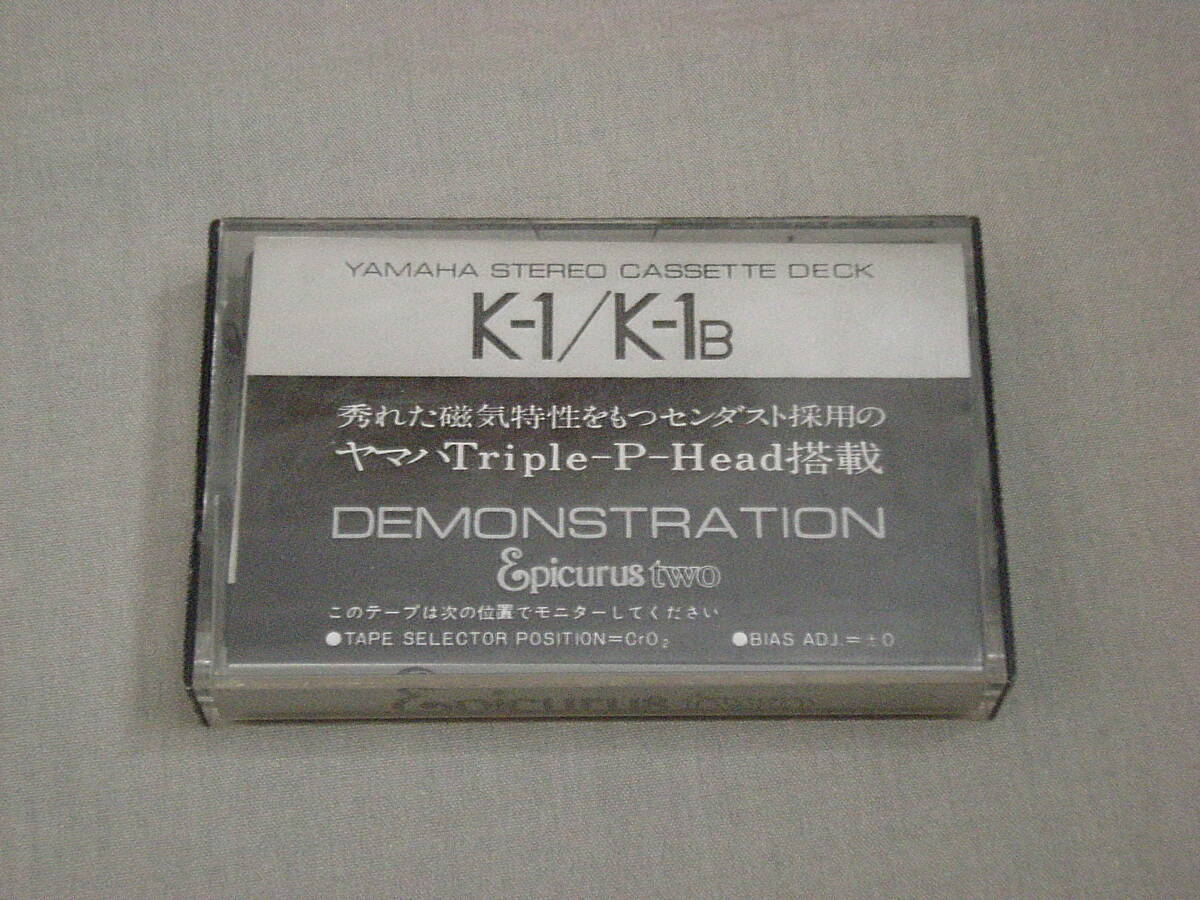 YAMAHA STEREO CASSETTE DECK
K-1/K-1B
秀れた磁気特性をもつセンダスト採用の
ヤマハTriple-P-Head搭載
DEMONSTRATION
Epicurus two
このテープは次の位置でモニターしてください
●TAPE SELECTOR POSITION=CrO₂ ●BIAS ADJ.=±0
Epicurus two